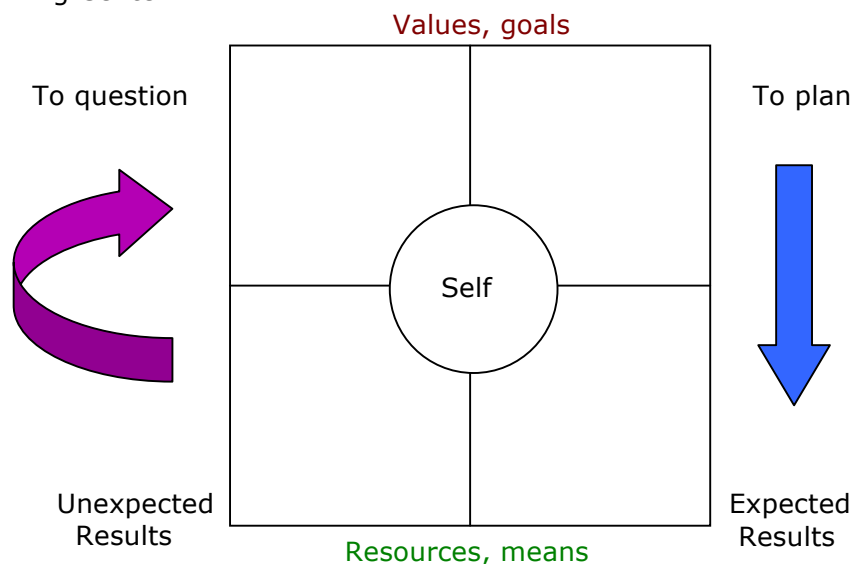 Values, goals
To question
To plan
Self
Unexpected
Results
Expected
Results
Resources, means